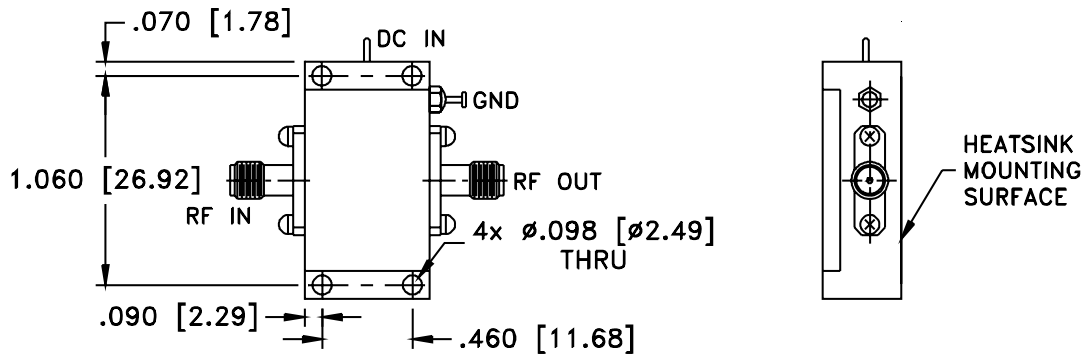 .070 [1.78]
DC IN
GND
1.060 [26.92]
RF IN
RF OUT
4x Ø.098 [Ø2.49]
THRU
.090 [2.29]
.460 [11.68]
HEATSINK
MOUNTING
SURFACE